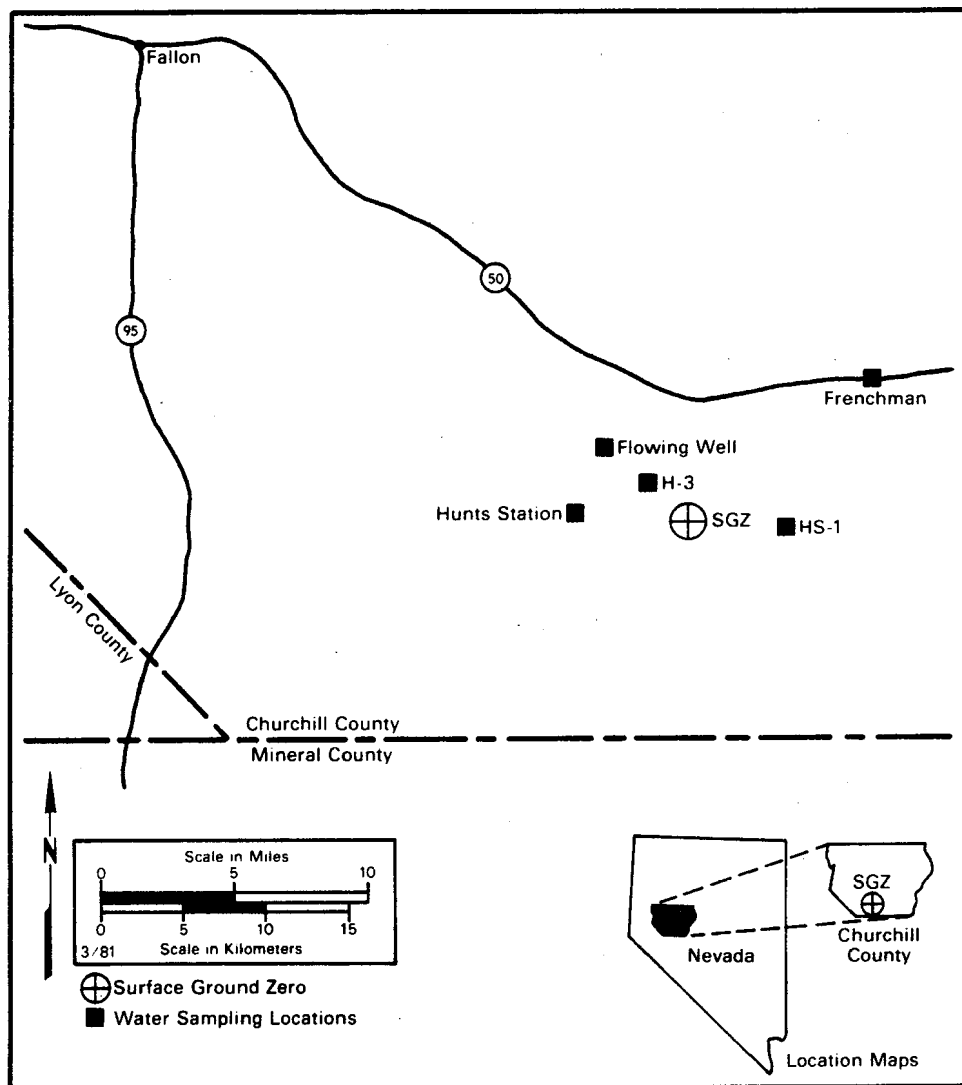 Fallon
50
95
Frenchman
Flowing Well
H-3
Hunts Station
SGZ
HS-1
Lyon County
Churchill County
Mineral County
N
Scale in Miles
0 5 10
0 5 10 15
3/81 Scale in Kilometers
Surface Ground Zero
Water Sampling Locations
SGZ
Churchill
County
Nevada
Location Maps